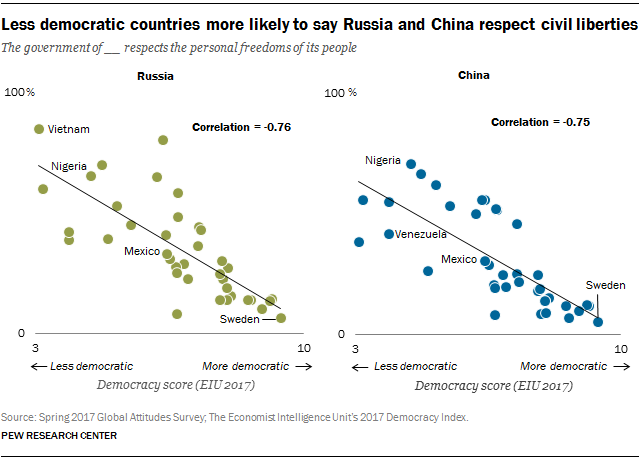 Less democratic countries more likely to say Russia and China respect civil liberties
The government of __ respects the personal freedoms of its people
Russia
100%
Correlation = -0.76
Vietnam
Nigeria
Mexico
Sweden
0
3
10
Less democratic
More democratic
Democracy score (EIU 2017)
China
100 %
Correlation = -0.75
Nigeria
Venezuela
Mexico
Sweden
0
3
10
Less democratic
More democratic
Democracy score (EIU 2017)
Source: Spring 2017 Global Attitudes Survey; The Economist Intelligence Unit's 2017 Democracy Index.
PEW RESEARCH CENTER